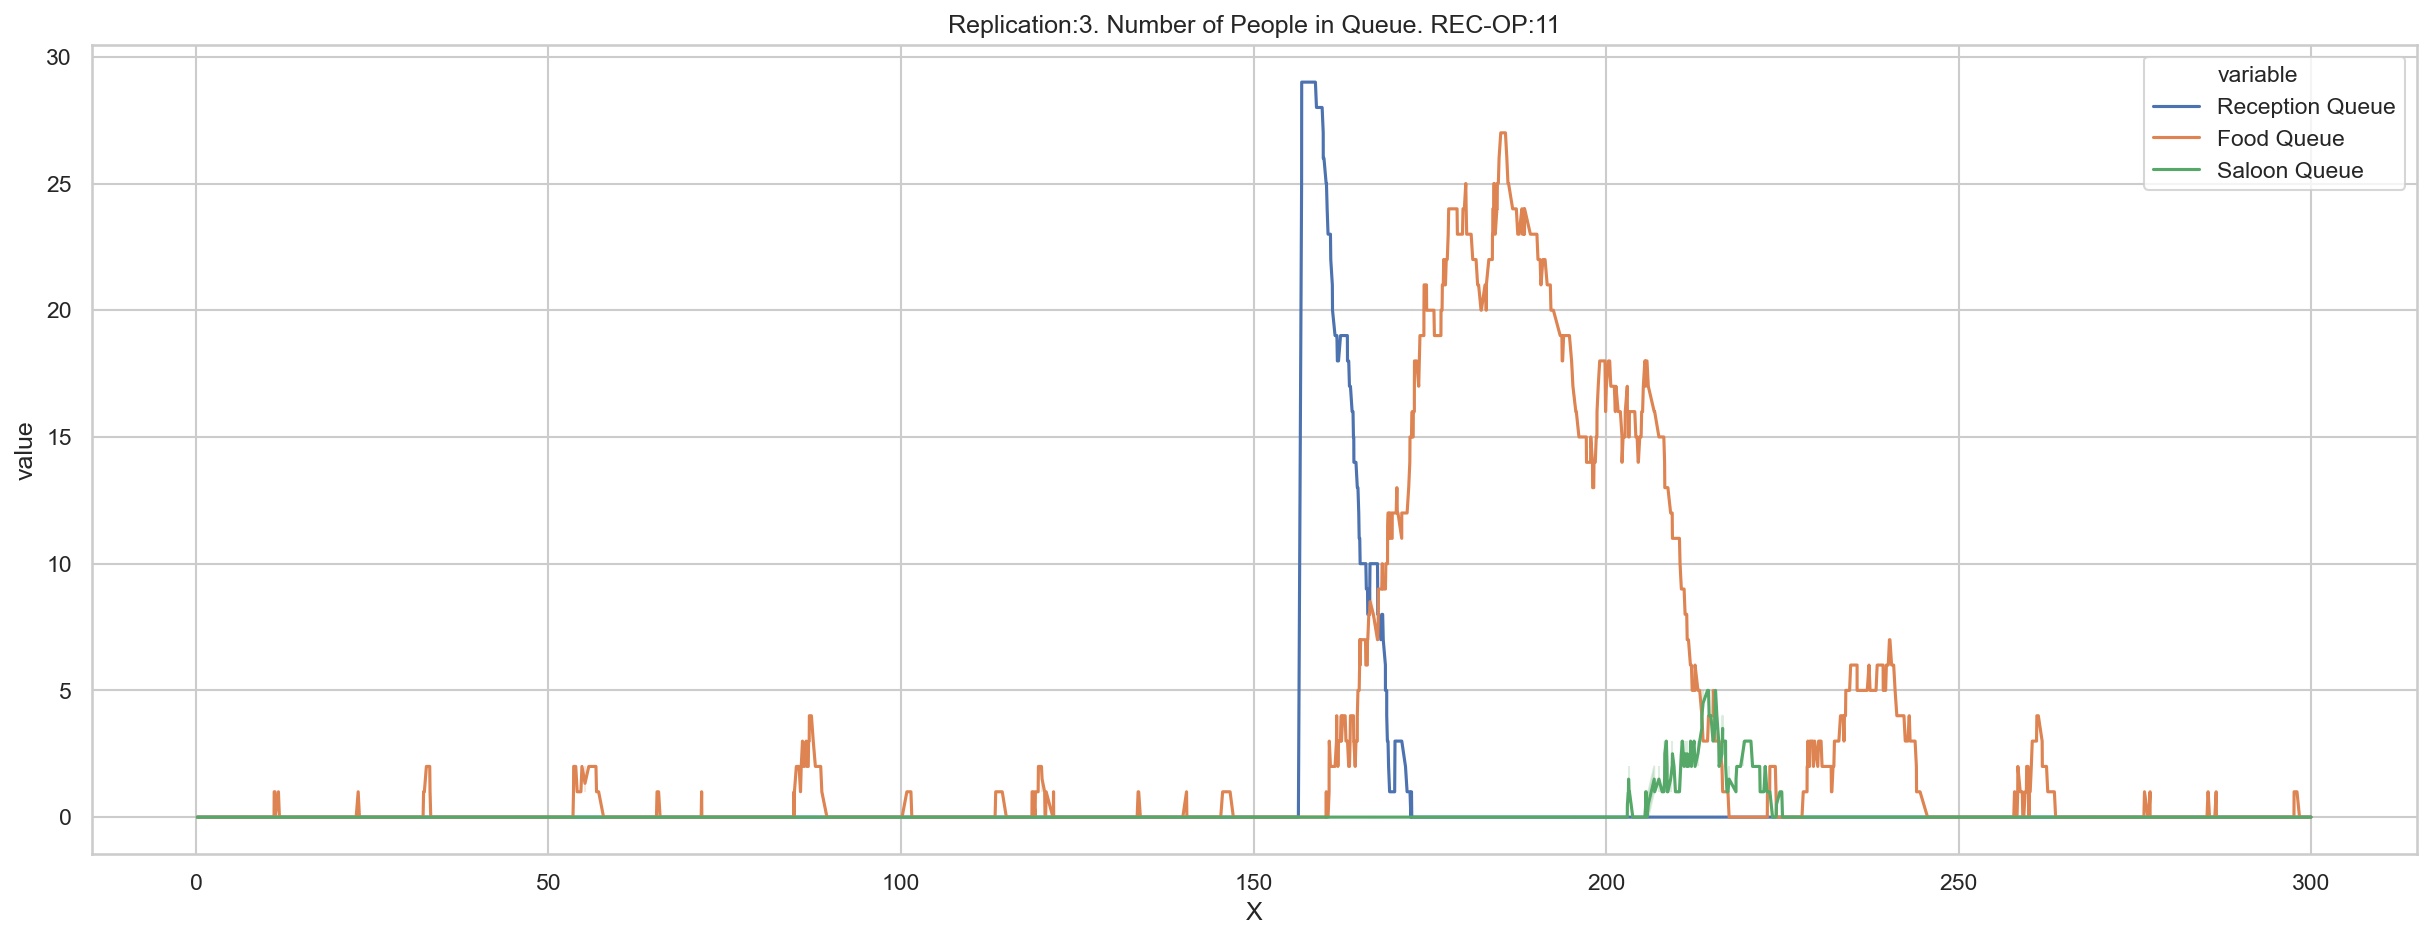 Replication:3. Number of People in Queue. REC-OP:11
30
25
20
15
10
5
0
value
variable
Reception Queue
Food Queue
Saloon Queue
0 50 100 150 200 250 300
X